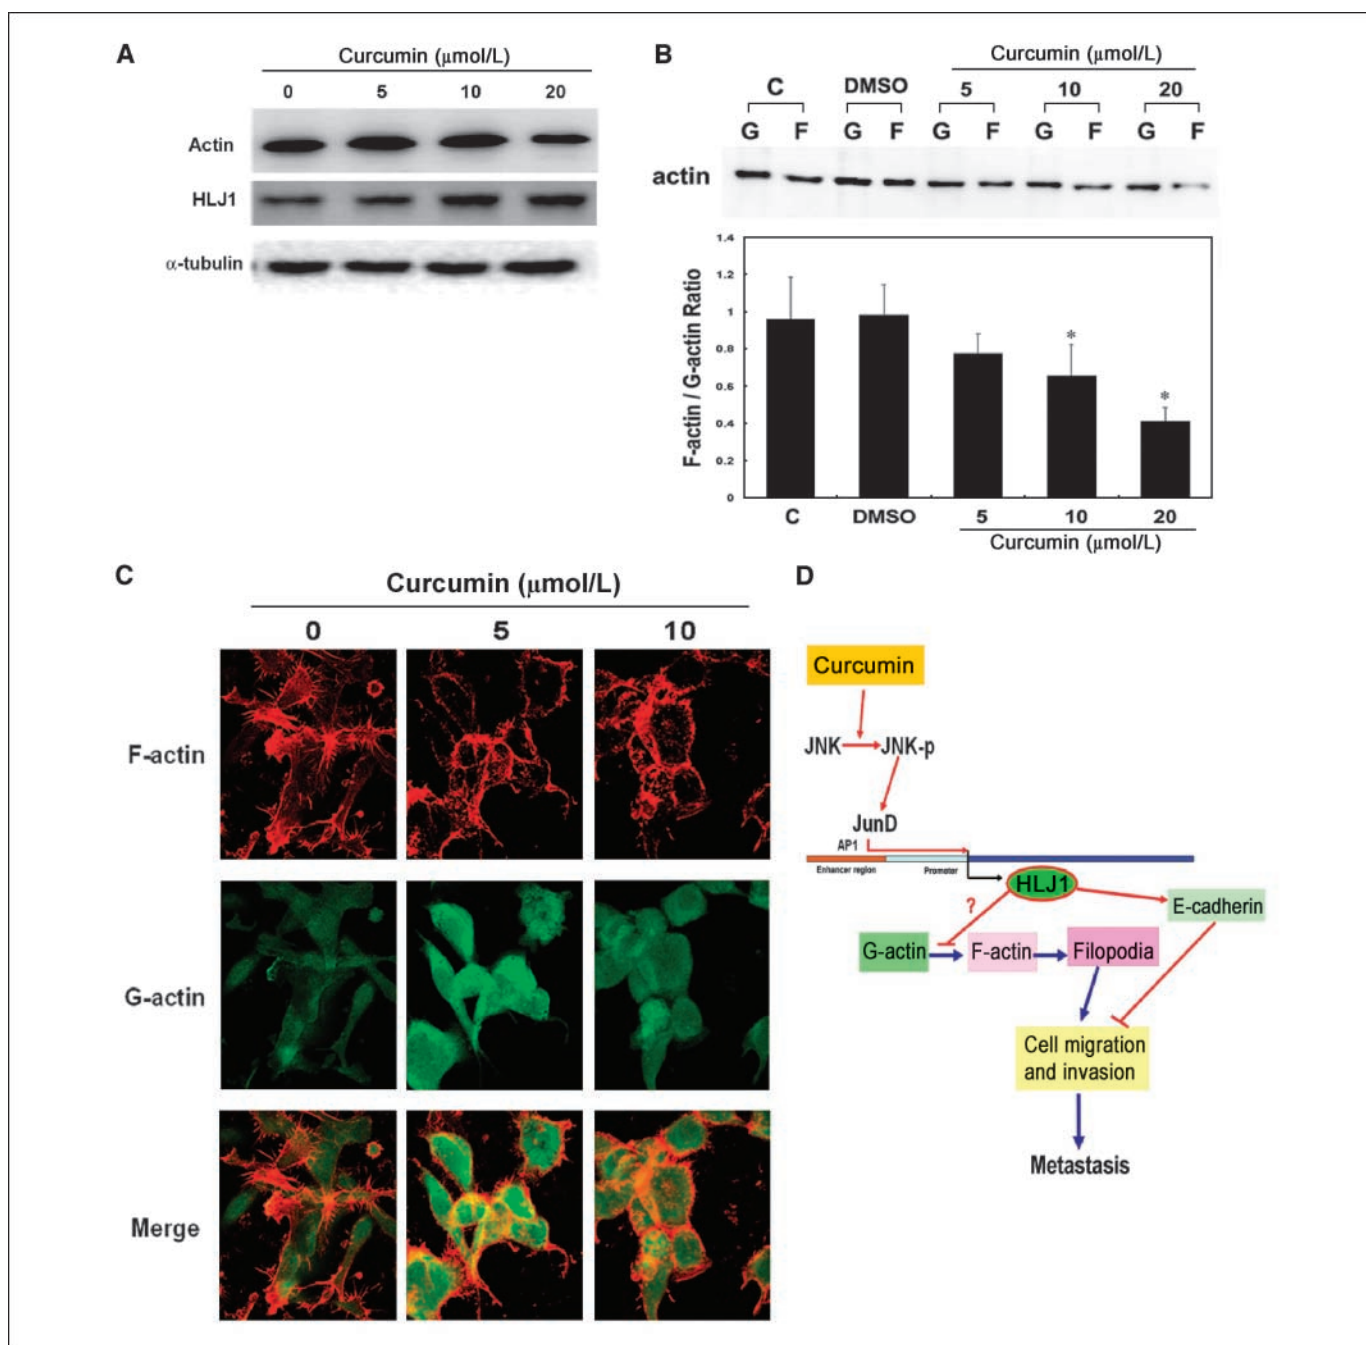 A
Curcumin (μmol/L)
0 5 10 20
Actin
HLJ1
α-tubulin
B
Curcumin (μmol/L)
C DMSO 5 10 20
G F G F G F G F G F
actin
F-actin / G-actin Ratio
1.4
1.2
1
0.8
0.6
0.4
0.2
0
*
*
C DMSO 5 10 20
Curcumin (μmol/L)
C
Curcumin (μmol/L)
0 5 10
F-actin
G-actin
Merge
D
Curcumin
JNK JNK-p
JunD
AP1
Enhancer region Promoter
HLJ1
?
E-cadherin
G-actin F-actin Filopodia
Cell migration
and invasion
Metastasis